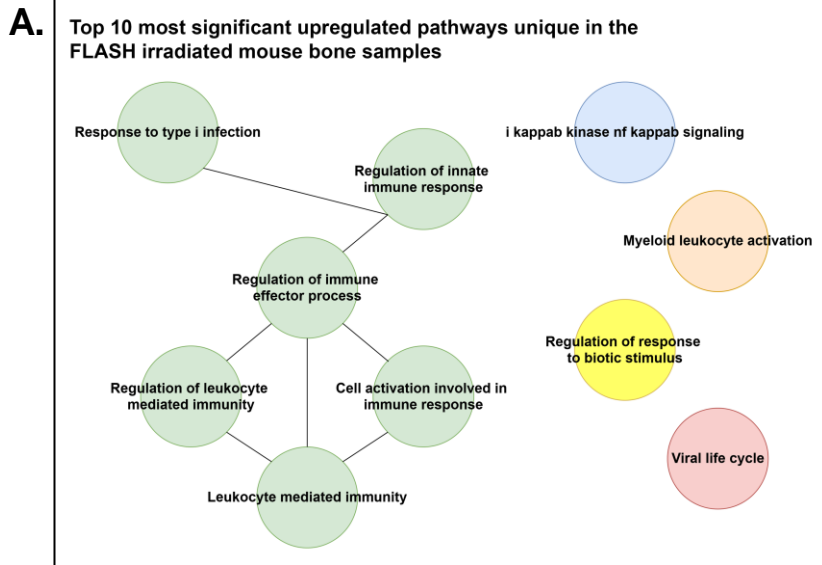 A.
Top 10 most significant upregulated pathways unique in the
FLASH irradiated mouse bone samples
Response to type i infection
i kappab kinase nf kappab signaling
Regulation of innate
immune response
Myeloid leukocyte activation
Regulation of immune
effector process
Regulation of response
to biotic stimulus
Regulation of leukocyte
mediated immunity
Cell activation involved in
immune response
Viral life cycle
Leukocyte mediated immunity